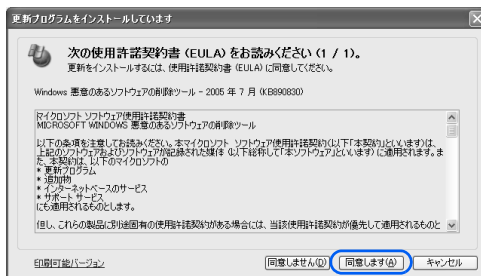 更新プログラムをインストールしています
次の使用許諾契約書 (EULA) をお読みください (1 / 1)。
更新をインストールするには、使用許諾契約書 (EULA) に同意してください。
Windows 悪意のあるソフトウェアの削除ツール - 2005 年 7 月 (KB890830)
マイクロソフト ソフトウェア使用許諾契約書
MICROSOFT WINDOWS 悪意のあるソフトウェアの削除ツール
以下の条項を注意してお読みください。本マイクロソフト ソフトウェア使用許諾契約(以下「本契約」といいます)は、
上記のソフトウェアおよびソフトウェアが記録された媒体 (以下総称して「本ソフトウェア」といいます) に適用されます。ま
た、本契約は、以下のマイクロソフトの
* 更新プログラム
* 追加物
* インターネットベースのサービス
* サポート サービス
にも適用されるものとします。
但し、これらの製品に別途固有の使用許諾契約がある場合には、当該使用許諾契約が優先して適用されるものと
印刷可能バージョン
同意しません(D)
同意します(A)
キャンセル